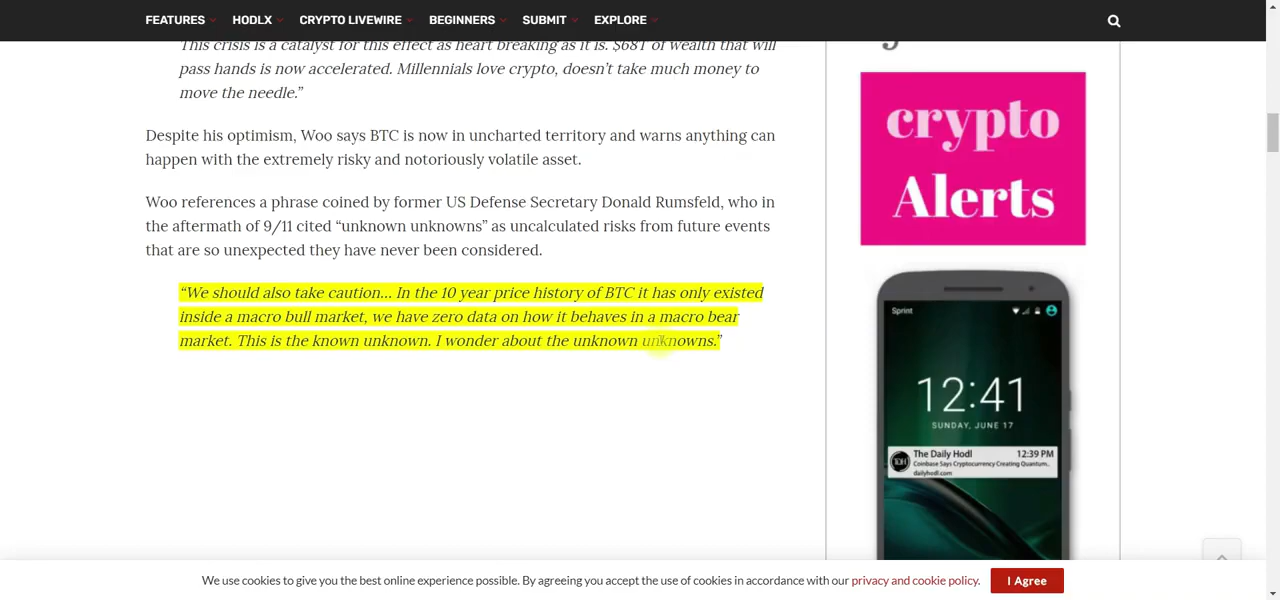 FEATURES HODLX CRYPTO LIVEWIRE BEGINNERS SUBMIT EXPLORE
This crisis is a catalyst for this effect as heart breaking as it is. $68T of wealth that will
pass hands is now accelerated. Millennials love crypto, doesn’t take much money to
move the needle.”
Despite his optimism, Woo says BTC is now in uncharted territory and warns anything can
happen with the extremely risky and notoriously volatile asset.
Woo references a phrase coined by former US Defense Secretary Donald Rumsfeld, who in
the aftermath of 9/11 cited “unknown unknowns” as uncalculated risks from future events
that are so unexpected they have never been considered.
“We should also take caution… In the 10 year price history of BTC it has only existed
inside a macro bull market, we have zero data on how it behaves in a macro bear
market. This is the known unknown. I wonder about the unknown unknowns.”
crypto
Alerts
Sprint
12:41
SUNDAY, JUNE 17
The Daily Hodl 12:39 PM
Coinbase Says Cryptocurrency Creating Quantum..
dailyhodl.com
We use cookies to give you the best online experience possible. By agreeing you accept the use of cookies in accordance with our privacy and cookie policy. I Agree